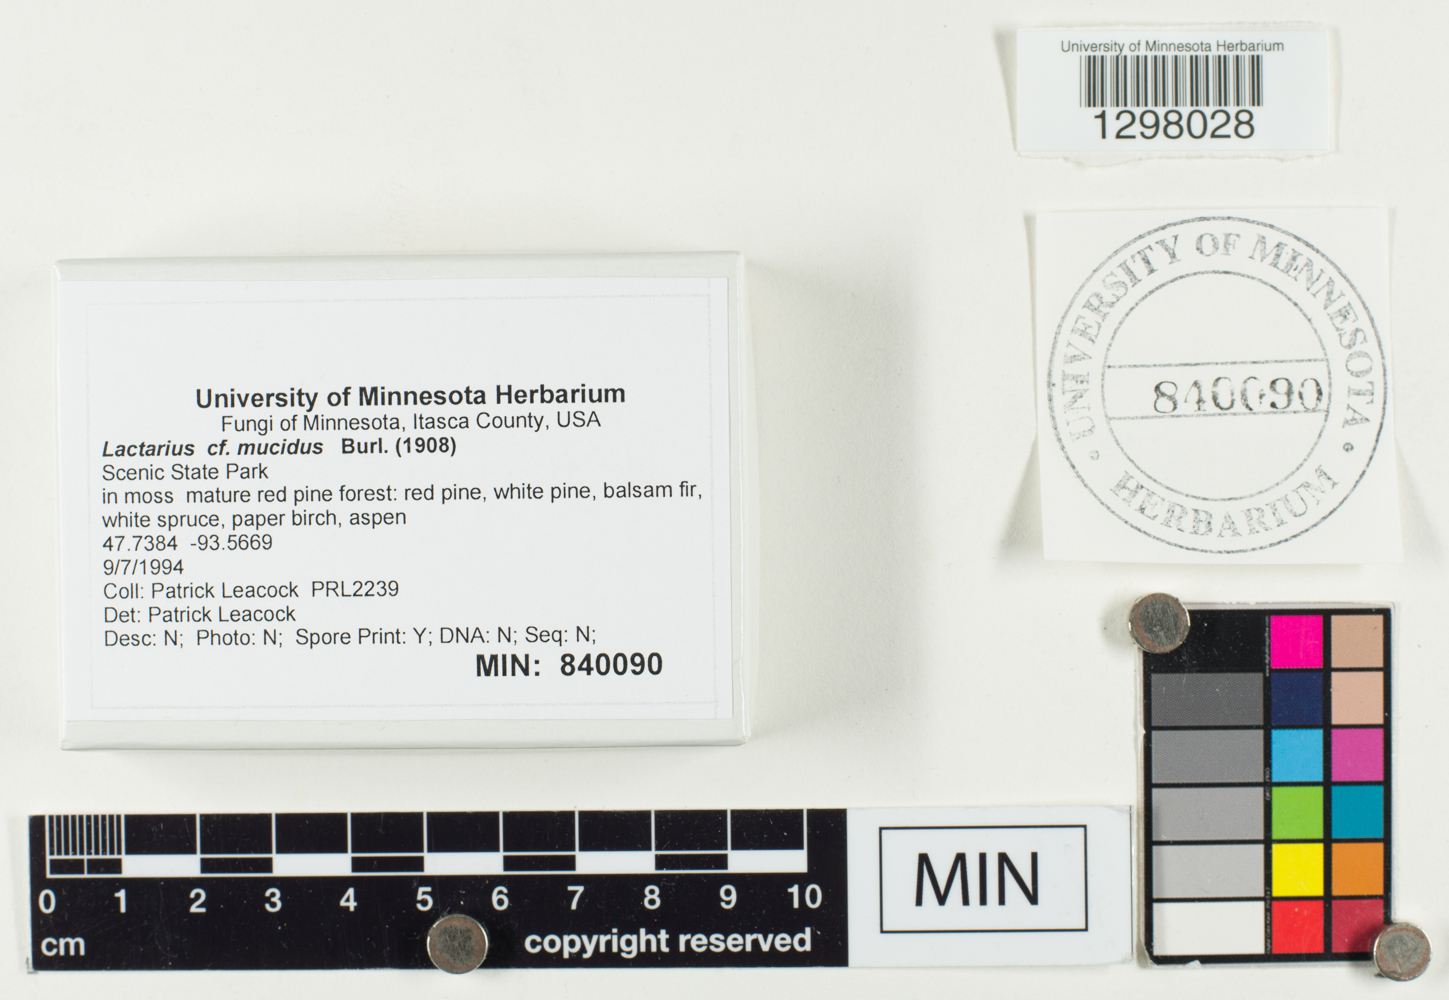 University of Minnesota Herbarium
1298028
UNIVERSITY OF MINNESOTA
840090
HERBARIUM
University of Minnesota Herbarium
Fungi of Minnesota, Itasca County, USA
Lactarius cf. mucidus Burl. (1908)
Scenic State Park
in moss mature red pine forest: red pine, white pine, balsam fir,
white spruce, paper birch, aspen
47.7384 -93.5669
9/7/1994
Coll: Patrick Leacock PRL2239
Det: Patrick Leacock
Desc: N; Photo: N; Spore Print: Y; DNA: N; Seq: N;
MIN: 840090
0 1 2 3 4 5 6 7 8 9 10
cm
copyright reserved
MIN